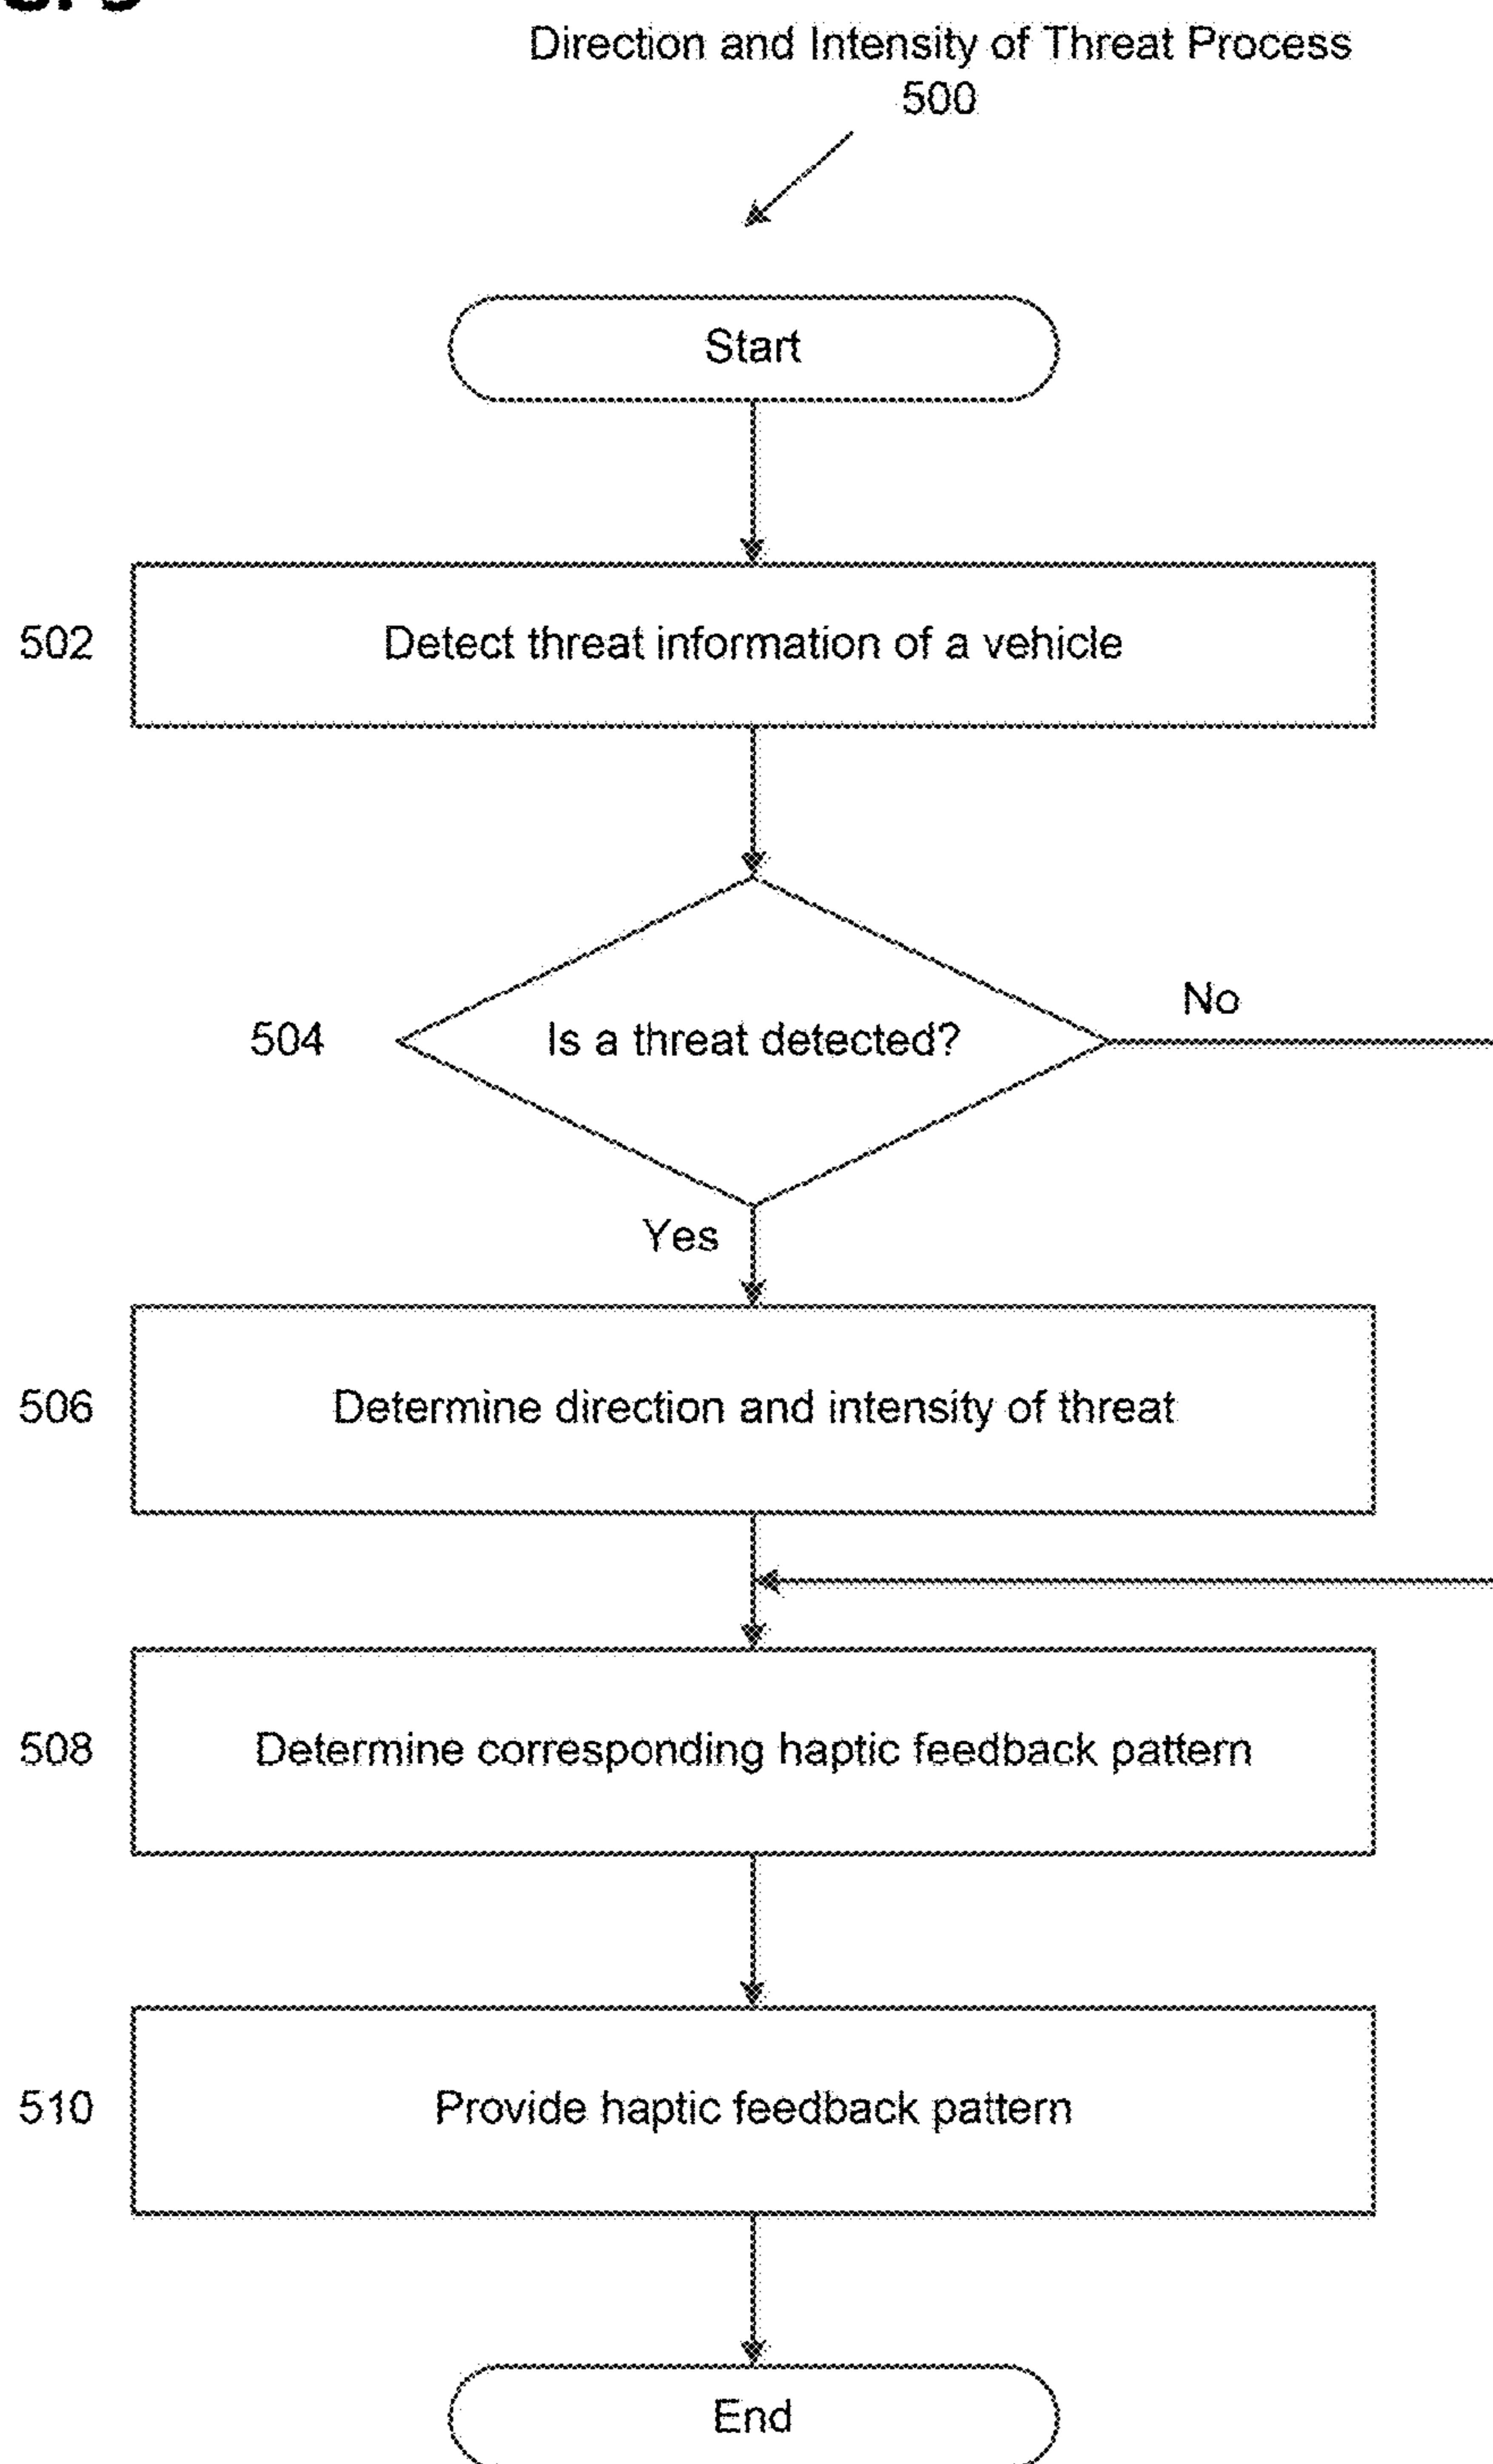 Direction and Intensity of Threat Process
500
Start
502
Detect threat information of a vehicle
504
Is a threat detected?
No
Yes
506
Determine direction and intensity of threat
508
Determine corresponding haptic feedback pattern
510
Provide haptic feedback pattern
End